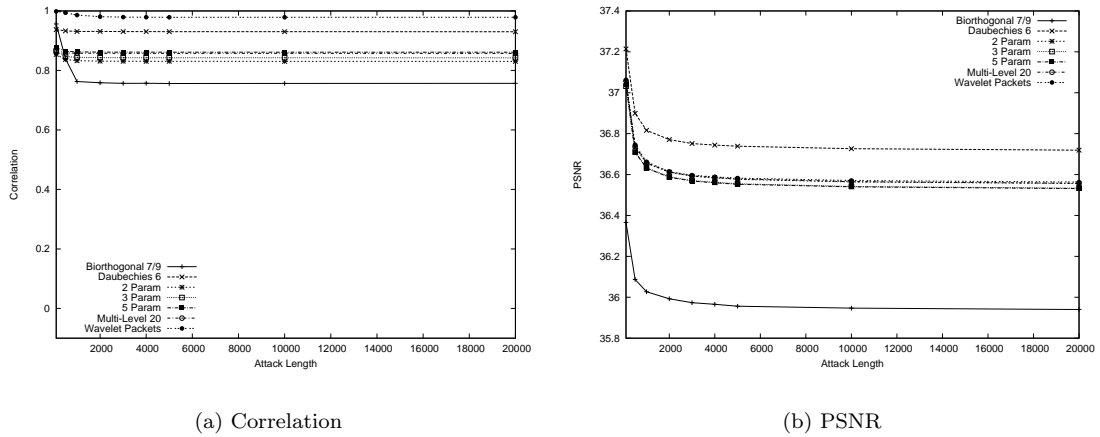 1
0.8
0.6
0.4
0.2
0
Correlation
Biorthogonal 7/9
Daubechies 6
2 Param
3 Param
5 Param
Multi-Level 20
Wavelet Packets
2000 4000 6000 8000 10000 12000 14000 16000 18000 20000
Attack Length
(a) Correlation
37.4
37.2
37
36.8
36.6
36.4
36.2
36
35.8
PSNR
Biorthogonal 7/9
Daubechies 6
2 Param
3 Param
5 Param
Multi-Level 20
Wavelet Packets
2000 4000 6000 8000 10000 12000 14000 16000 18000 20000
Attack Length
(b) PSNR